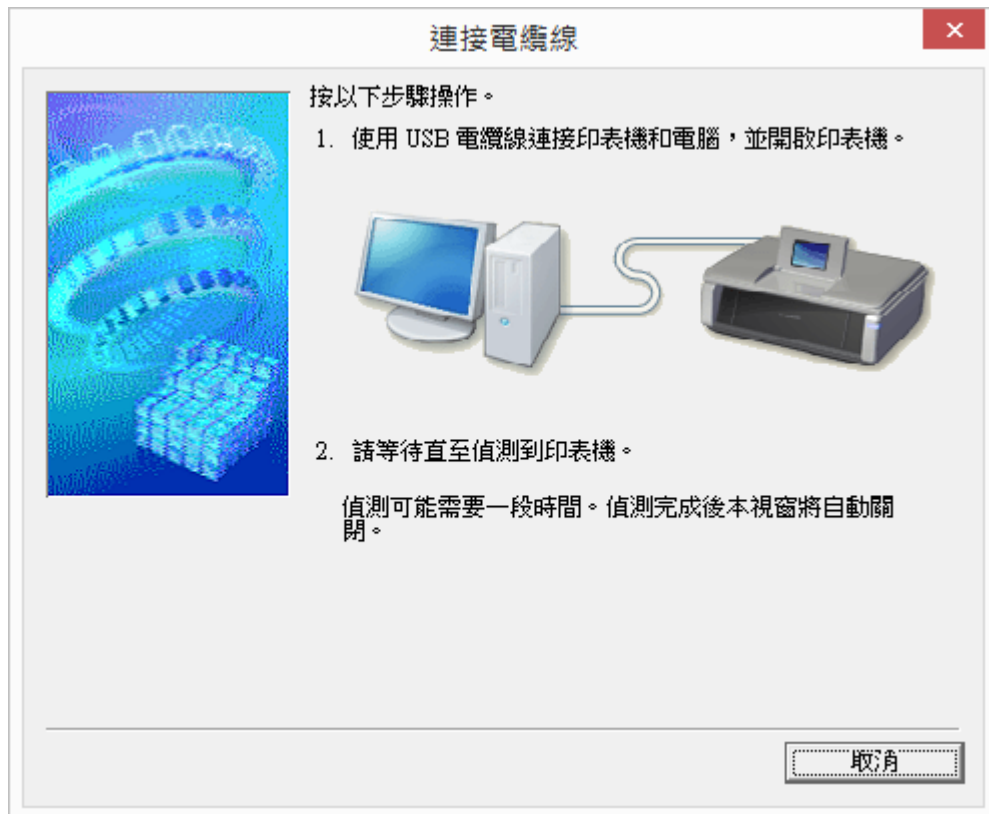 連接電纜線
按以下步驟操作。
1. 使用 USB 電纜線連接印表機和電腦，並開啟印表機。
2. 請等待直至偵測到印表機。
偵測可能需要一段時間。偵測完成後本視窗將自動關
閉。
取消